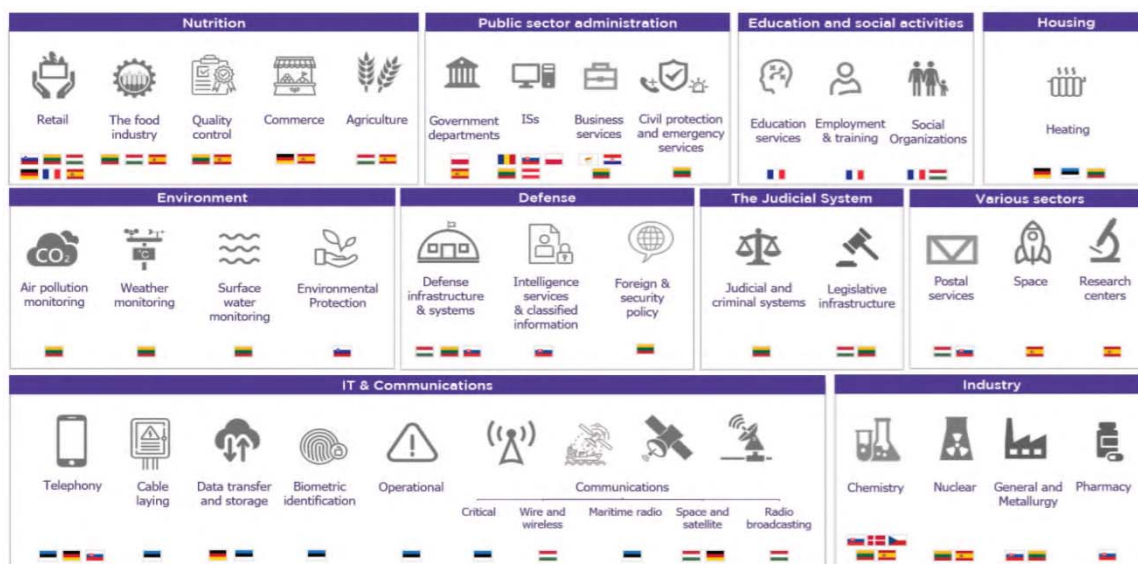 Nutrition
Retail
The food
industry
Quality
control
Commerce
Agriculture
Public sector administration
Government
departments
ISs
Business
services
Civil protection
and emergency
services
Education and social activities
Education
services
Employment
& training
Social
Organizations
Housing
Heating
Environment
CO2
Air pollution
monitoring
Weather
monitoring
°C
Surface
water
monitoring
Environmental
Protection
Defense
Defense
infrastructure
& systems
Intelligence
services
& classified
information
Foreign &
security
policy
The Judicial System
Judicial and
criminal systems
Legislative
infrastructure
Various sectors
Postal
services
Space
Research
centers
IT & Communications
Telephony
Cable
laying
Data transfer
and storage
Biometric
identification
Operational
Communications
Critical
Wire and
wireless
Maritime radio
Space and
satellite
Radio
broadcasting
Industry
Chemistry
Nuclear
General and
Metallurgy
Pharmacy